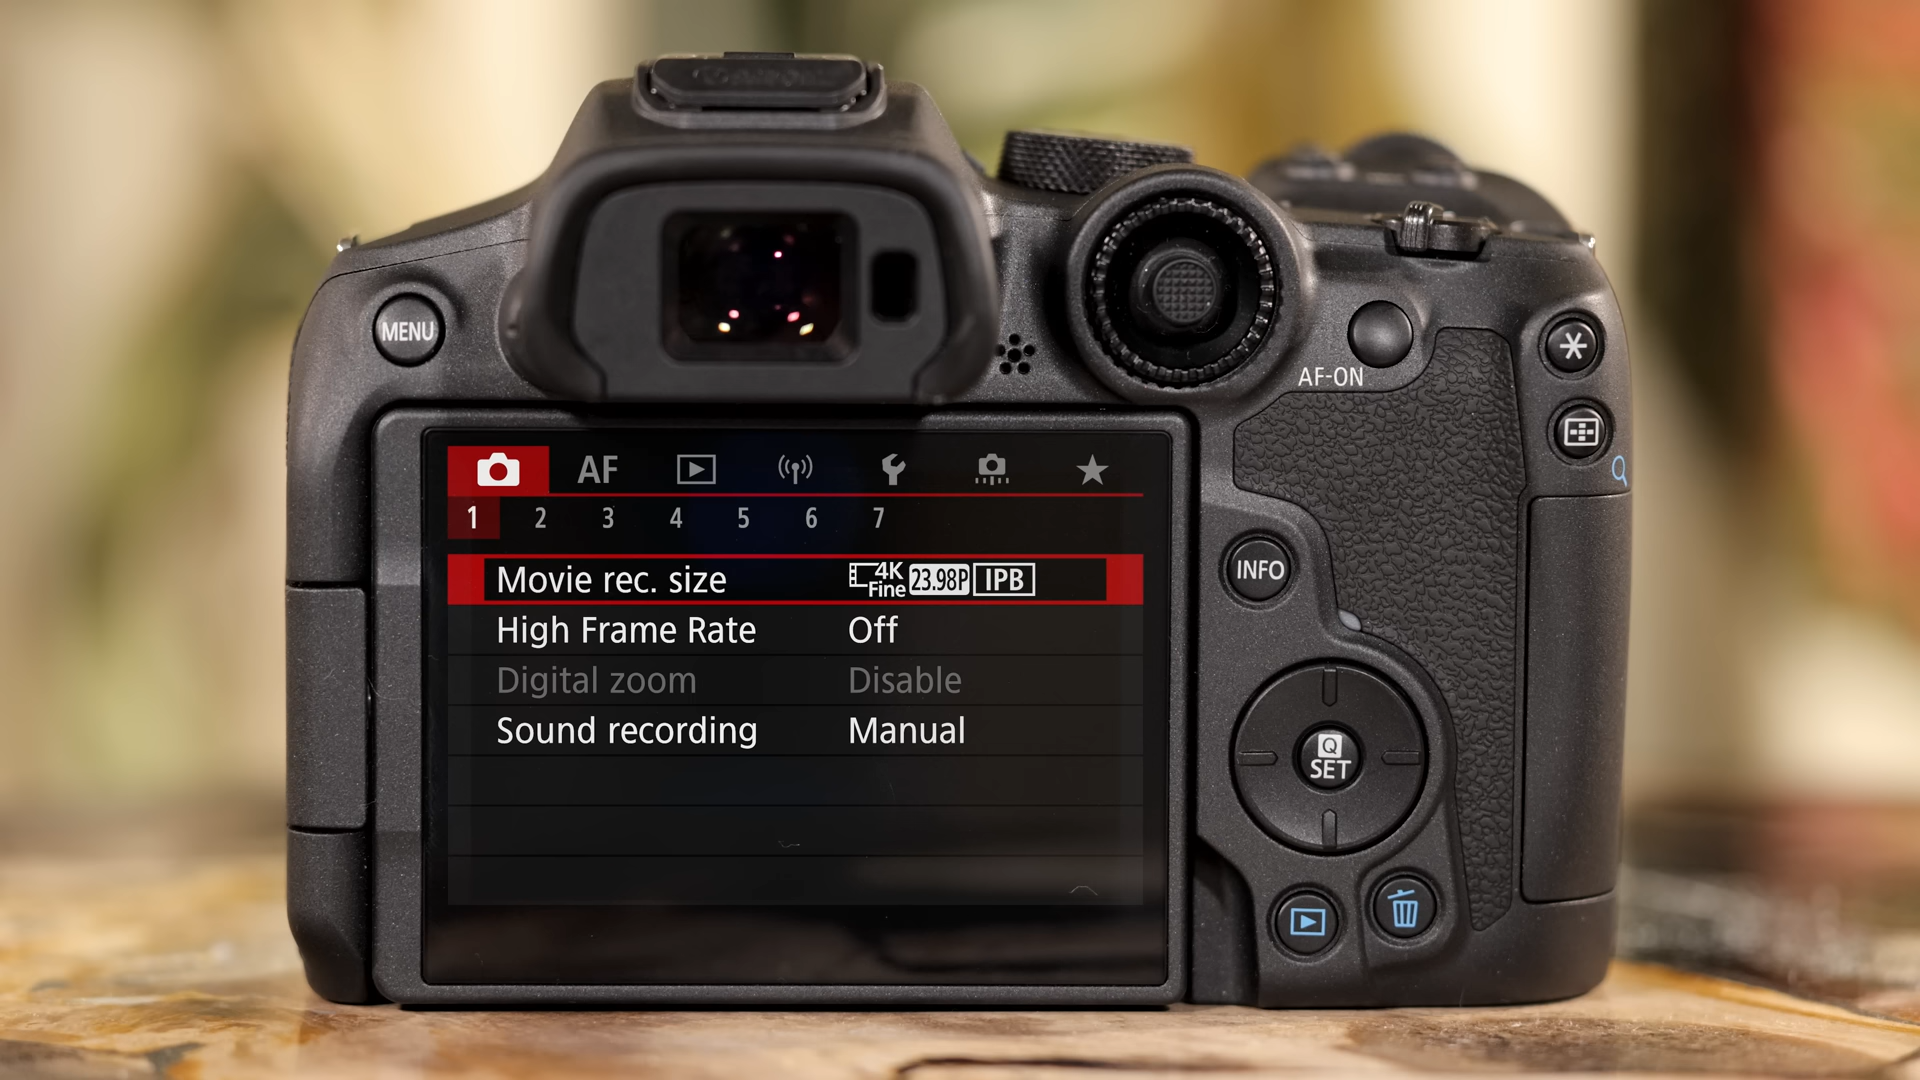 MENU
AF-ON
AF
1 2 3 4 5 6 7
Movie rec. size 4K Fine 23.98P IPB
High Frame Rate Off
Digital zoom Disable
Sound recording Manual
INFO
Q
SET